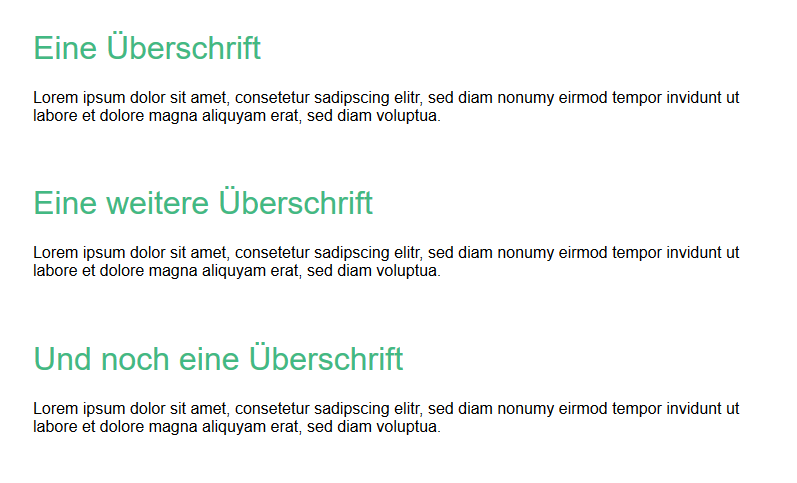 Eine Überschrift
Lorem ipsum dolor sit amet, consetetur sadipscing elitr, sed diam nonumy eirmod tempor invidunt ut
labore et dolore magna aliquyam erat, sed diam voluptua.
Eine weitere Überschrift
Lorem ipsum dolor sit amet, consetetur sadipscing elitr, sed diam nonumy eirmod tempor invidunt ut
labore et dolore magna aliquyam erat, sed diam voluptua.
Und noch eine Überschrift
Lorem ipsum dolor sit amet, consetetur sadipscing elitr, sed diam nonumy eirmod tempor invidunt ut
labore et dolore magna aliquyam erat, sed diam voluptua.